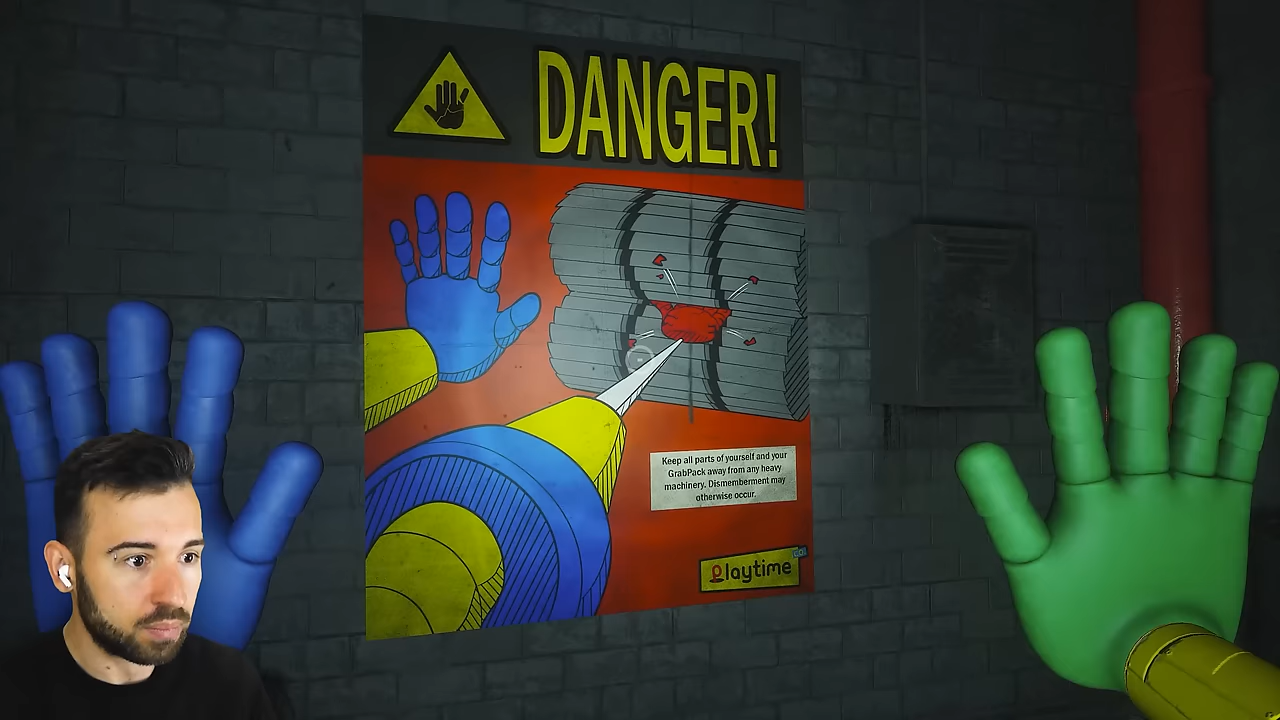 DANGER!
Keep all parts of yourself and your
GrabPack away from any heavy
machinery. Dismemberment may
otherwise occur.
Playtime
co!